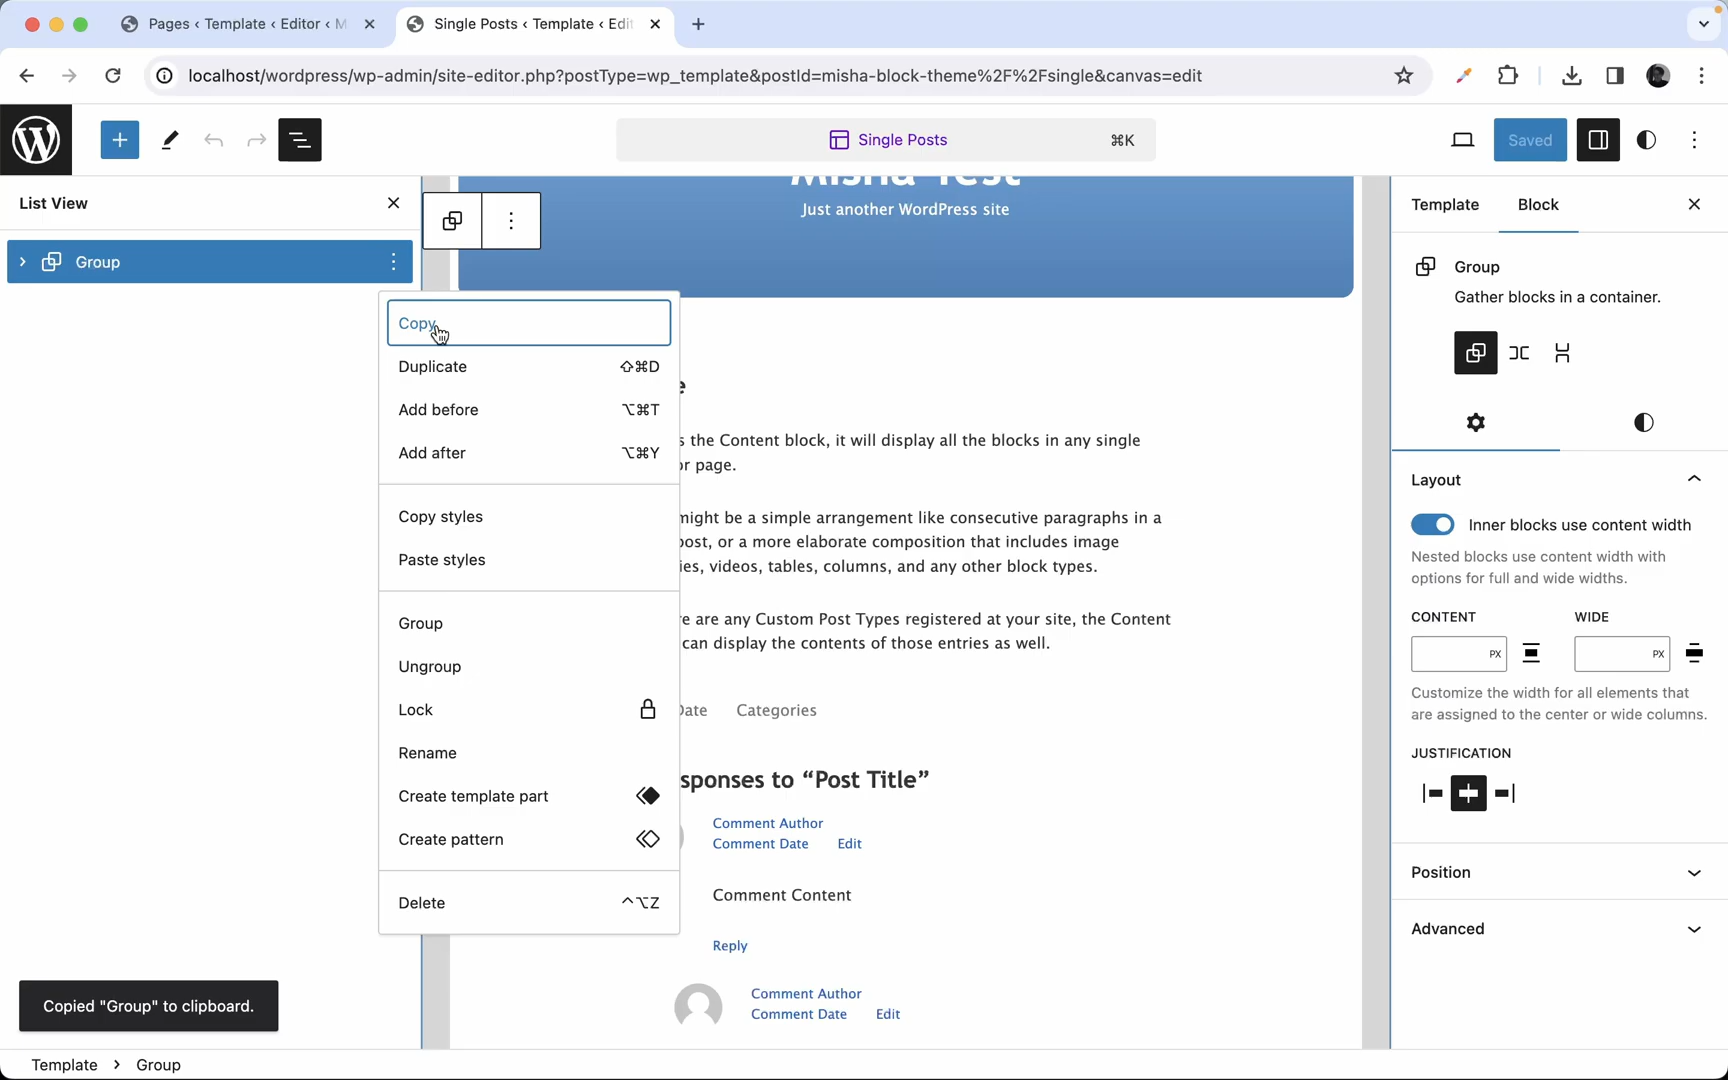 Pages ‹ Template ‹ Editor ‹ M
Single Posts ‹ Template ‹ Edit
localhost/wordpress/wp-admin/site-editor.php?postType=wp_template&postId=misha-block-theme%2F%2Fsingle&canvas=edit
Single Posts
⌘K
Saved
List View
Group
Misha Test
Just another WordPress site
Copy
Duplicate ⇧⌘D
Add before ⌥⌘T
Add after ⌥⌘Y
Copy styles
Paste styles
Group
Ungroup
Lock
Rename
Create template part
Create pattern
Delete ^⌥Z
e
s the Content block, it will display all the blocks in any single
or page.
might be a simple arrangement like consecutive paragraphs in a
post, or a more elaborate composition that includes image
ies, videos, tables, columns, and any other block types.
re are any Custom Post Types registered at your site, the Content
can display the contents of those entries as well.
Date Categories
sponses to “Post Title”
Comment Author
Comment Date Edit
Comment Content
Reply
Comment Author
Comment Date Edit
Template Block
Group
Gather blocks in a container.
Layout
Inner blocks use content width
Nested blocks use content width with
options for full and wide widths.
CONTENT WIDE
PX PX
Customize the width for all elements that
are assigned to the center or wide columns.
JUSTIFICATION
Position
Advanced
Copied "Group" to clipboard.
Template › Group